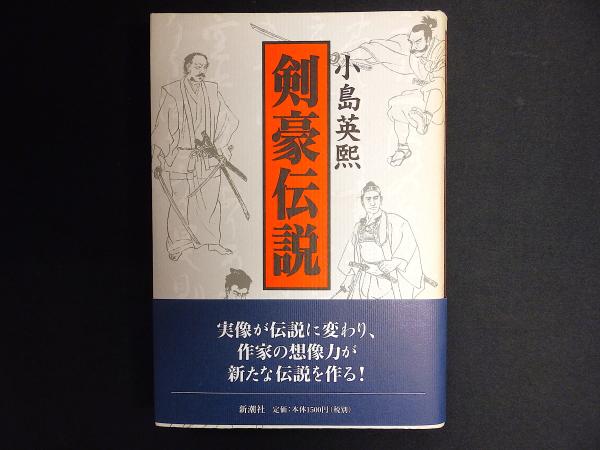 小島英熙
剣豪伝説
実像が伝説に変わり、
作家の想像力が
新たな伝説を作る！
新潮社　定価:本体1500円(税別)